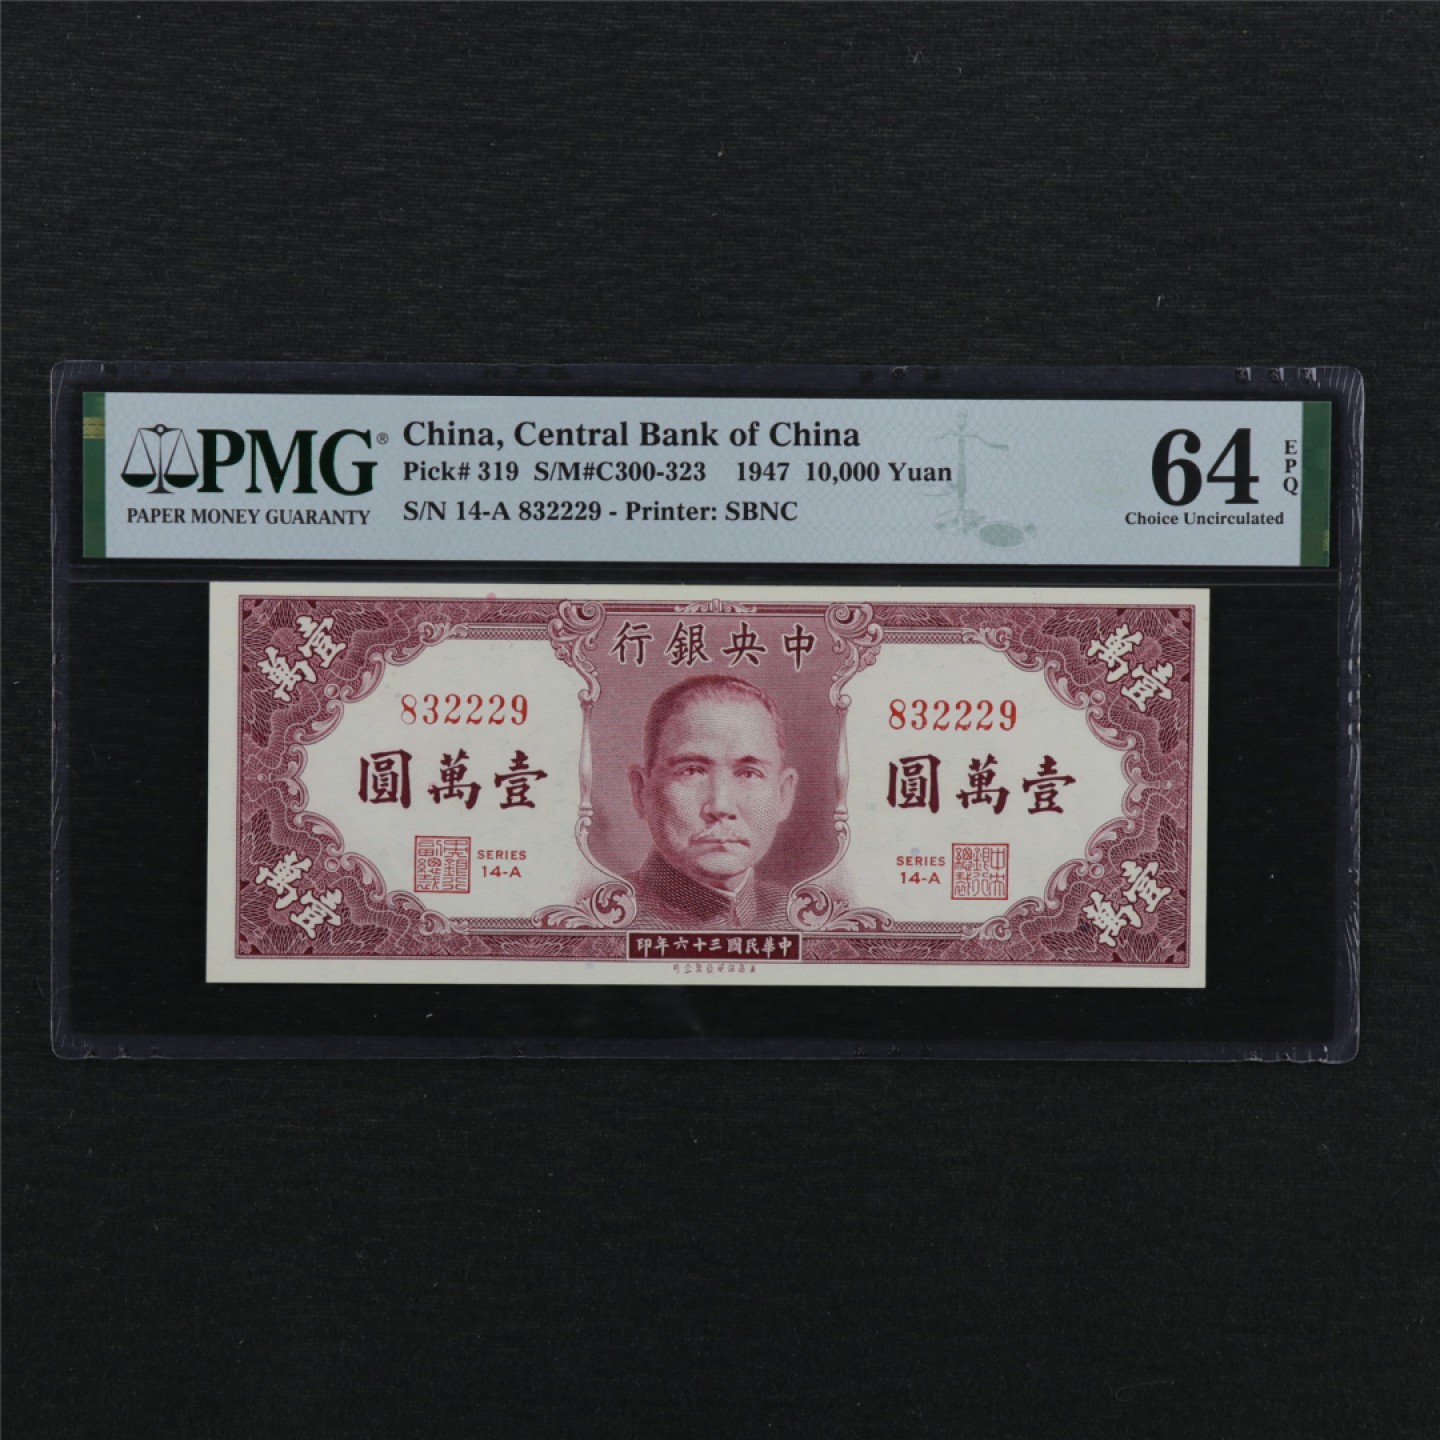 PMG®
PAPER MONEY GUARANTY
China, Central Bank of China
Pick# 319 S/M#C300-323 1947 10,000 Yuan
S/N 14-A 832229 - Printer: SBNC
64
EPQ
Choice Uncirculated
行銀央中
壹萬
萬壹
832229
832229
圓萬壹
圓萬壹
SERIES
14-A
SERIES
14-A
萬壹
萬壹
印年六十三國民華中